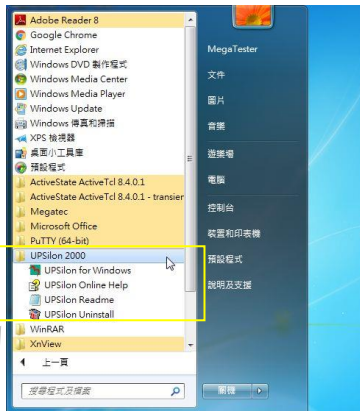 Adobe Reader 8
Google Chrome
Internet Explorer
Windows DVD 製作程式
Windows Media Center
Windows Media Player
Windows Update
Windows 傳真和掃描
XPS 檢視器
桌面小工具庫
預設程式
ActiveState ActiveTcl 8.4.0.1
ActiveState ActiveTcl 8.4.0.1 - transier
Megatec
Microsoft Office
PuTTY (64-bit)
UPSilon 2000
UPSilon for Windows
UPSilon Online Help
UPSilon Readme
UPSilon Uninstall
WinRAR
XnView
上一頁
搜尋程式及檔案
MegaTester
文件
圖片
音樂
遊樂場
電腦
控制台
裝置和印表機
預設程式
說明及支援
關機